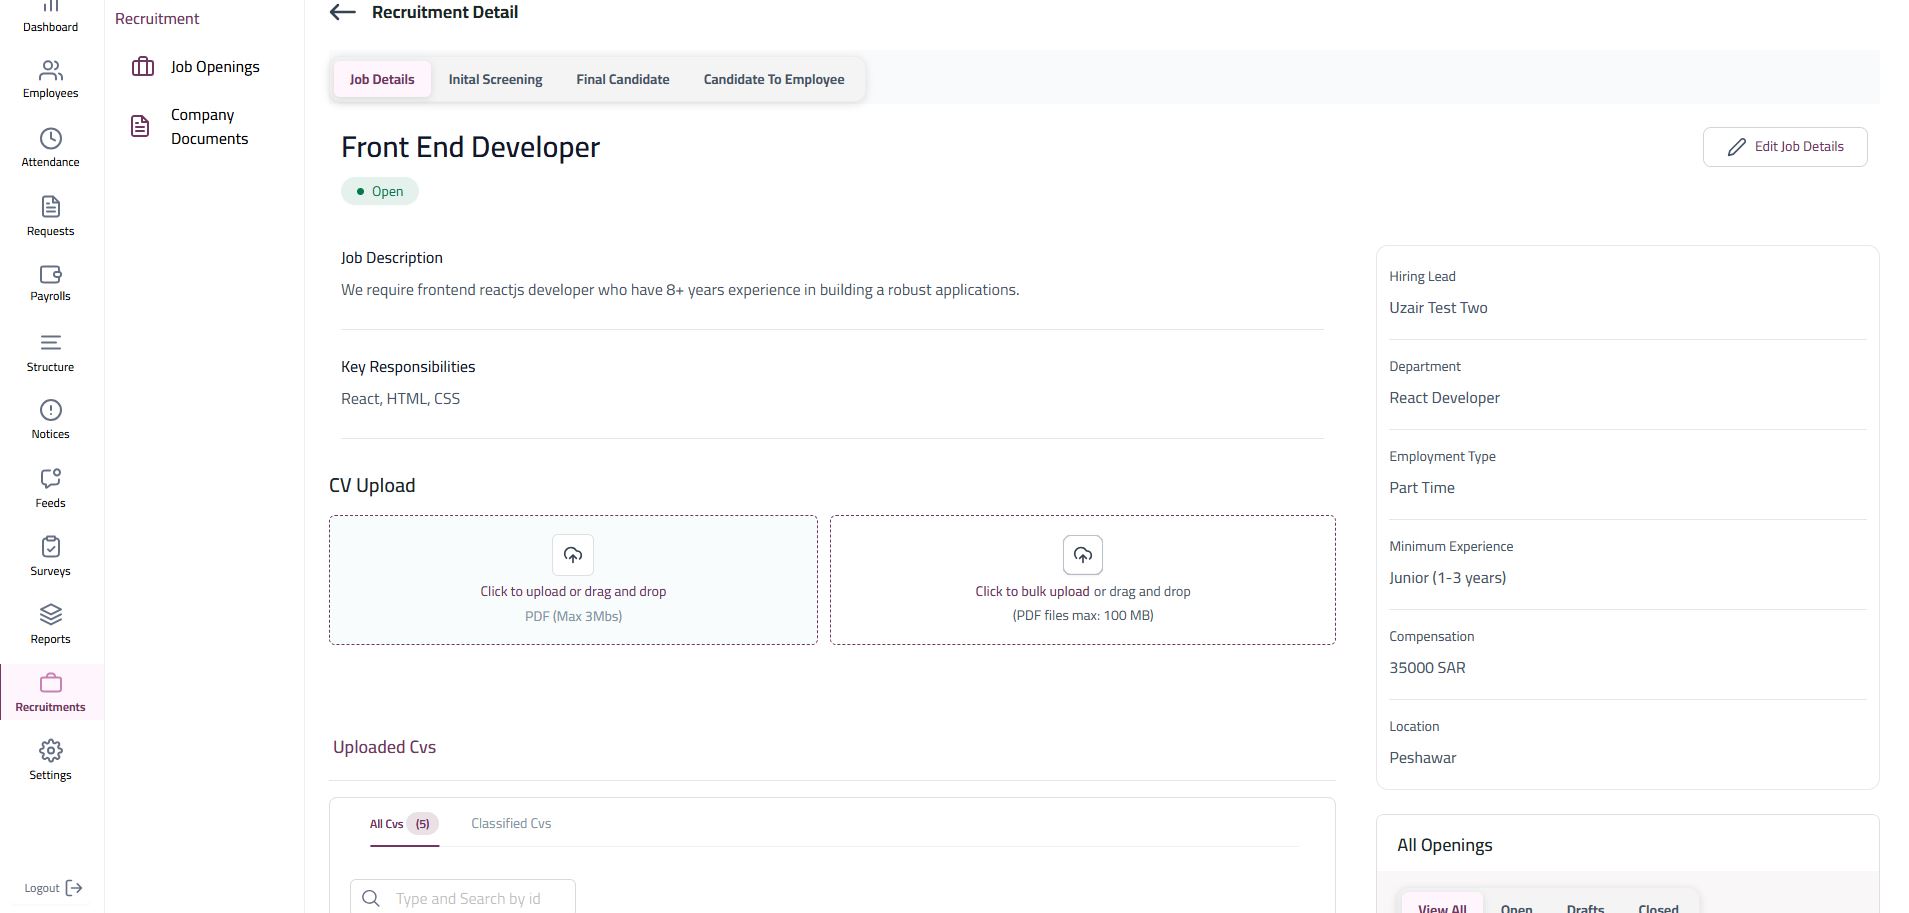 Dashboard
Employees
Attendance
Requests
Payrolls
Structure
Notices
Feeds
Surveys
Reports
Recruitments
Settings
Logout
Recruitment
Job Openings
Company
Documents
Recruitment Detail
Job Details
Inital Screening
Final Candidate
Candidate To Employee
Front End Developer
Edit Job Details
Open
Job Description
We require frontend reactjs developer who have 8+ years experience in building a robust applications.
Key Responsibilities
React, HTML, CSS
CV Upload
Click to upload or drag and drop
PDF (Max 3Mbs)
Click to bulk upload or drag and drop
(PDF files max: 100 MB)
Uploaded Cvs
All Cvs (5)
Classified Cvs
Type and Search by id
Hiring Lead
Uzair Test Two
Department
React Developer
Employment Type
Part Time
Minimum Experience
Junior (1-3 years)
Compensation
35000 SAR
Location
Peshawar
All Openings
View All
Open
Drafts
Closed